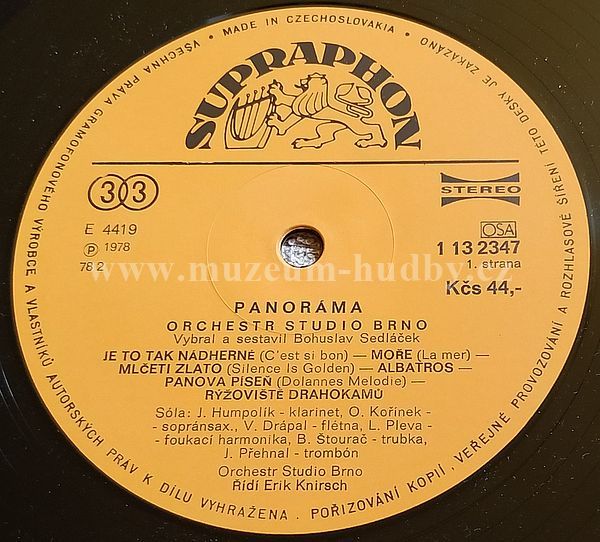 VŠECHNA PRÁVA GRAMOFONOVÉHO VÝROBCE A VLASTNÍKŮ AUTORSKÝCH PRÁV K DÍLU VYHRAŽENA. POŘIZOVÁNÍ KOPIÍ, VEŘEJNÉ PROVOZOVÁNÍ A ROZHLASOVÉ ŠÍŘENÍ TÉTO DESKY JE ZAKÁZÁNO
• MADE IN CZECHOSLOVAKIA •
SUPRAPHON
33
STEREO
E 4419
OSA
Ⓟ 1978
1 13 2347
78 2
1. strana
www.muzeum-hudby.cz
Kčs 44,-
PANORÁMA
ORCHESTR STUDIO BRNO
Vybral a sestavil Bohuslav Sedláček
JE TO TAK NÁDHERNÉ (C'est si bon) — MOŘE (La mer) —
MLČETI ZLATO (Silence Is Golden) — ALBATROS —
PANOVA PÍSEŇ (Dolannes Melodie) —
RÝŽOVIŠTĚ DRAHOKAMŮ
Sóla: J. Humpolík - klarinet, O. Kořínek -
- sopránsax., V. Drápal - flétna, L. Pleva -
- foukací harmonika, B. Štourač - trubka,
J. Přehnal - trombón
Orchestr Studio Brno
Řídí Erik Knirsch